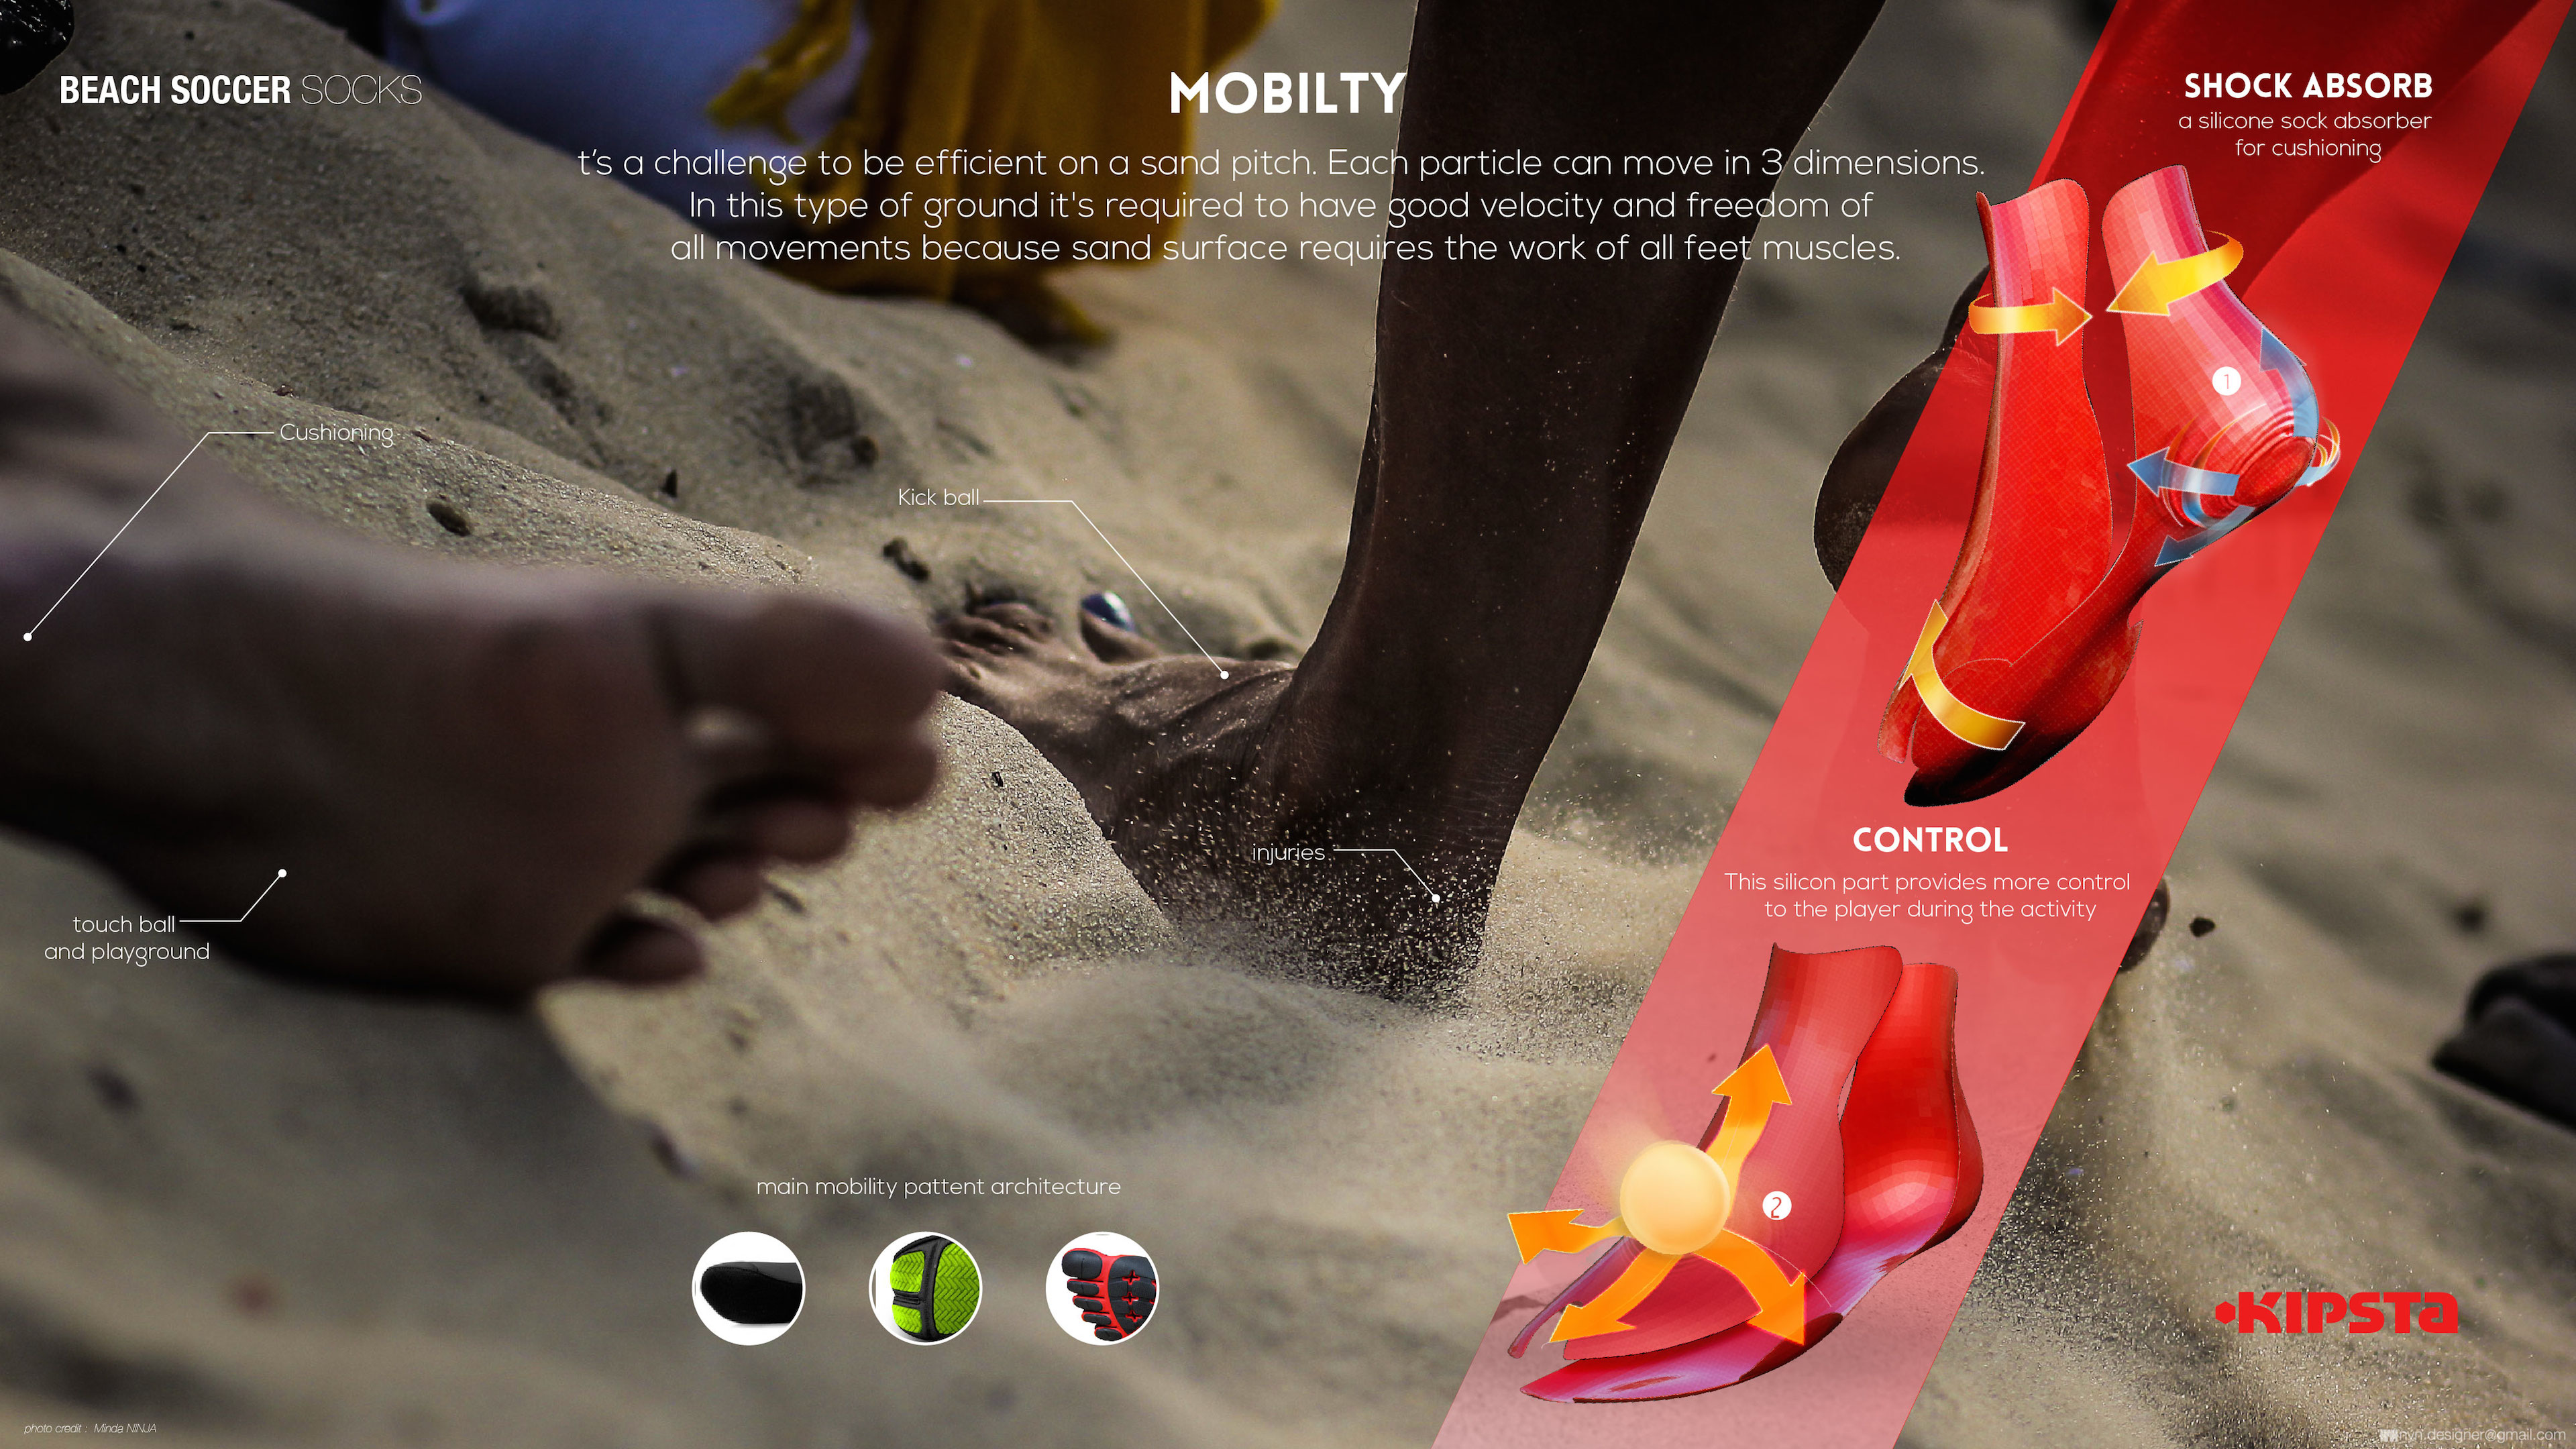 BEACH SOCCER SOCKS
MOBILTY
t's a challenge to be efficient on a sand pitch. Each particle can move in 3 dimensions.
In this type of ground it's required to have good velocity and freedom of
all movements because sand surface requires the work of all feet muscles.
SHOCK ABSORB
a silicone sock absorber
for cushioning
1
Cushioning
Kick ball
injuries
touch ball
and playground
CONTROL
This silicon part provides more control
to the player during the activity
2
main mobility pattent architecture
KIPSTA
photo credit : Minda NINJA
designer@gmail.com